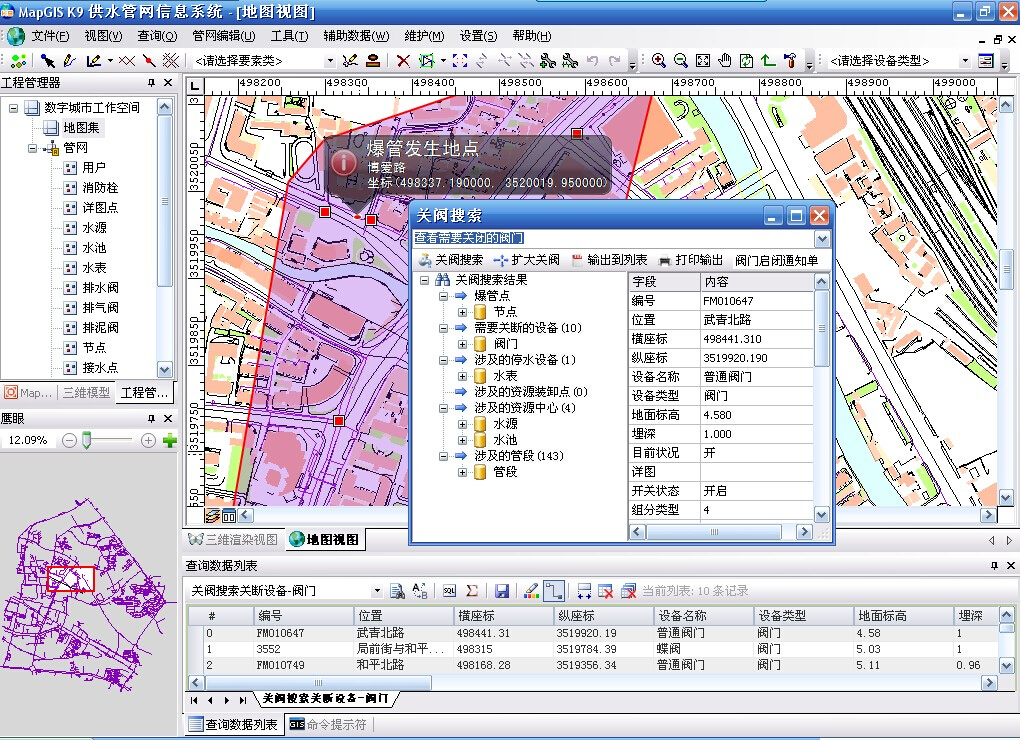 MapGIS K9 供水管网信息系统 - [地图视图]
文件(F) 视图(V) 查询(Q) 管网编辑(U) 工具(T) 辅助数据(W) 维护(M) 设置(S) 帮助(H)
<请选择要素类> <请选择设备类型>
工程管理器
数字城市工作空间
地图集
管网
用户
消防栓
详图点
水源
水池
水表
排水阀
排气阀
排泥阀
节点
接水点
Map... 三维模型 工程管...
鹰眼
12.09%
498200 498300 498400 498500 498600 498700 498800 498900 499000
3520050
3519950
3519850
3519750
爆管发生地点
博爱路
坐标(498337.190000, 3520019.950000)
关阀搜索
查看需要关闭的阀门
关阀搜索 扩大关阀 输出到列表 打印输出 阀门启闭通知单
关阀搜索结果
爆管点
节点
需要关断的设备(10)
阀门
涉及的停水设备(1)
水表
涉及的资源装卸点(0)
涉及的资源中心(4)
水源
水池
涉及的管段(143)
管段
字段 内容
编号 FM010647
位置 武青北路
横坐标 498441.310
纵坐标 3519920.190
设备名称 普通阀门
设备类型 阀门
地面标高 4.580
埋深 1.000
目前状况 开
详图
开关状态 开启
组分类型 4
三维渲染视图 地图视图
查询数据列表
关阀搜索关断设备-阀门 SQL Σ 当前列表: 10 条记录
# 编号 位置 横坐标 纵坐标 设备名称 设备类型 地面标高 埋深
0 FM010647 武青北路 498441.31 3519920.19 普通阀门 阀门 4.58 1
1 3552 局前街与和平... 498315 3519784.39 蝶阀 阀门 5.03 1
2 FM010749 和平北路 498168.28 3519356.34 普通阀门 阀门 5.11 0.96
关阀搜索关断设备-阀门
查询数据列表 GIS 命令提示符